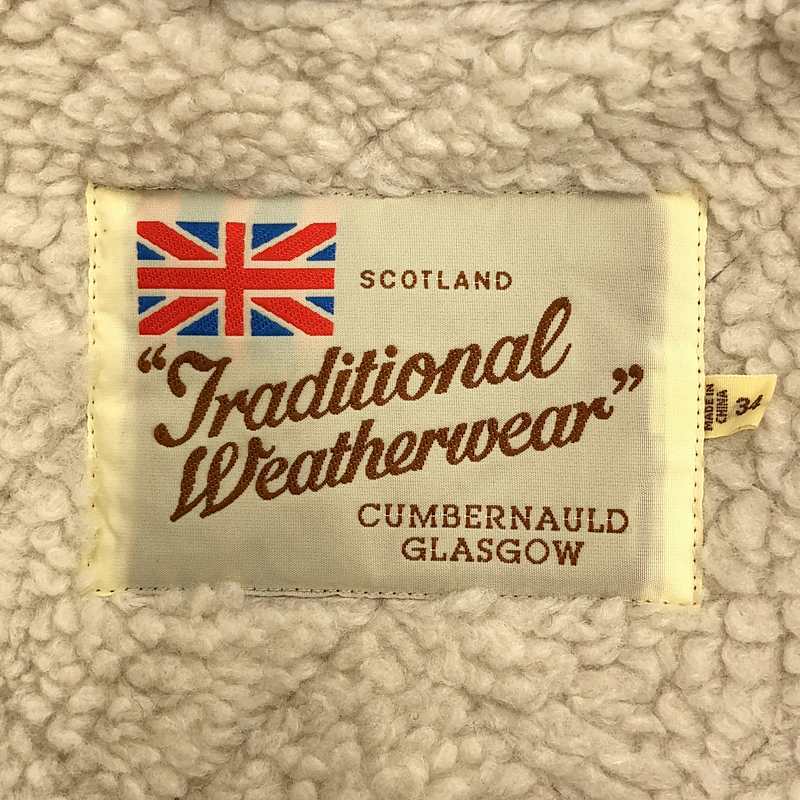 SCOTLAND
“Traditional
Weatherwear”
CUMBERNAULD
GLASGOW
MADE IN
CHINA
34